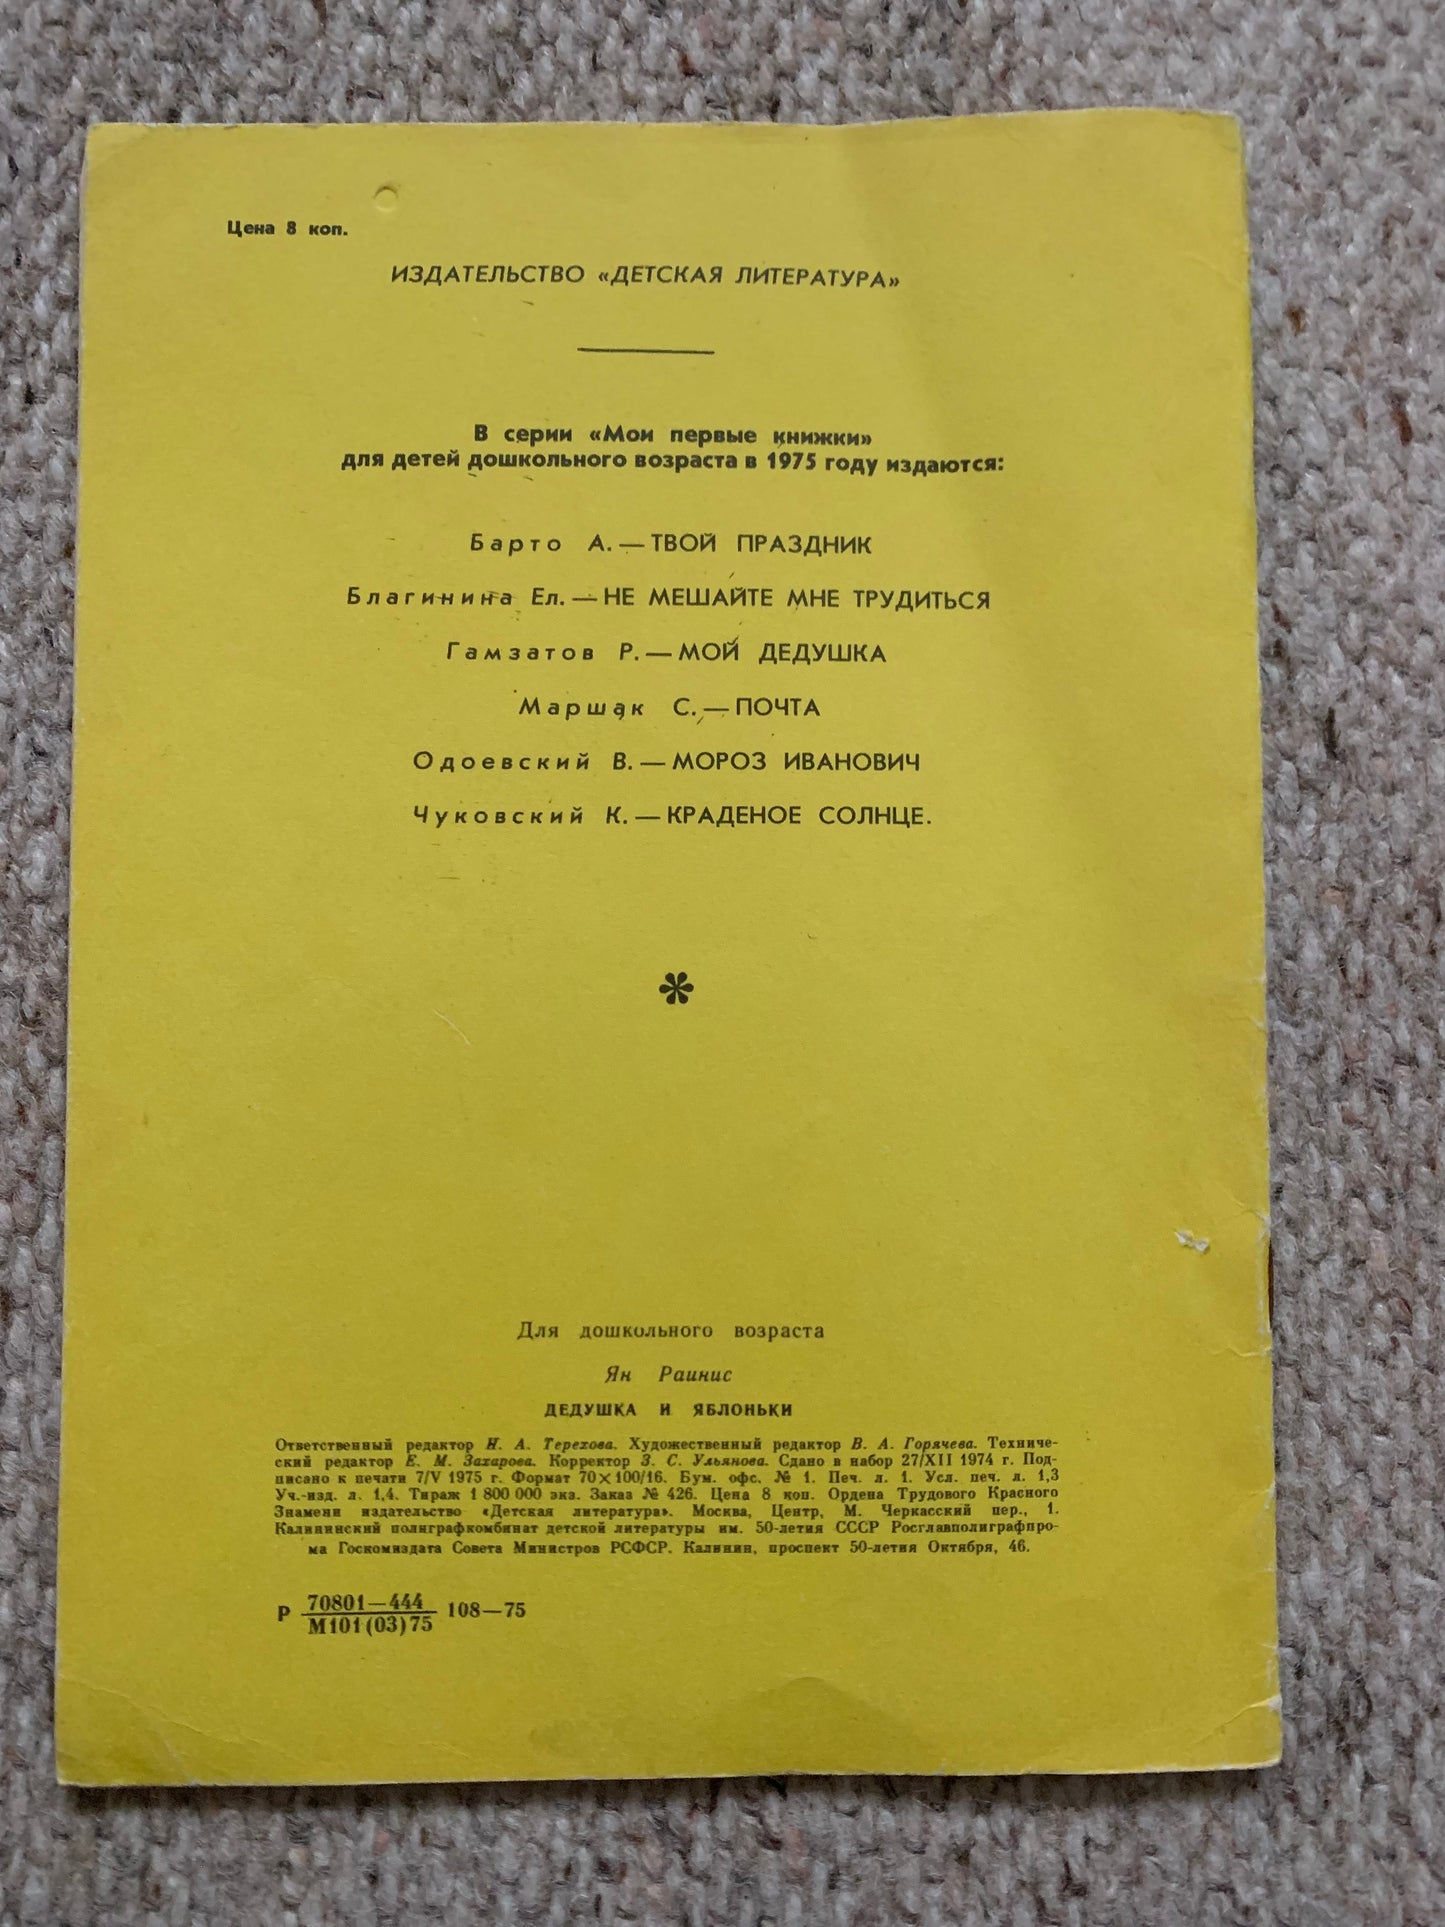 Цена 8 коп.
ИЗДАТЕЛЬСТВО «ДЕТСКАЯ ЛИТЕРАТУРА»
В серии «Мои первые книжки»
для детей дошкольного возраста в 1975 году издаются:
Барто А. — ТВОЙ ПРАЗДНИК
Благинина Ел. — НЕ МЕШАЙТЕ МНЕ ТРУДИТЬСЯ
Гамзатов Р. — МОЙ ДЕДУШКА
Маршак С. — ПОЧТА
Одоевский В. — МОРОЗ ИВАНОВИЧ
Чуковский К. — КРАДЕНОЕ СОЛНЦЕ.
*
Для дошкольного возраста
Ян Раинис
ДЕДУШКА И ЯБЛОНЬКИ
Ответственный редактор Н. А. Терехова. Художественный редактор В. А. Горячева. Техниче-
ский редактор Е. М. Захарова. Корректор З. С. Ульянова. Сдано в набор 27/XII 1974 г. Под-
писано к печати 7/V 1975 г. Формат 70×100/16. Бум. офс. № 1. Печ. л. 1. Усл. печ. л. 1,3
Уч.-изд. л. 1,4. Тираж 1 800 000 экз. Заказ № 426. Цена 8 коп. Ордена Трудового Красного
Знамени издательство «Детская литература». Москва, Центр, М. Черкасский пер., 1.
Калининский полиграфкомбинат детской литературы им. 50-летия СССР Росглавполиграфпро-
ма Госкомиздата Совета Министров РСФСР. Калинин, проспект 50-летия Октября, 46.
Р 70801—444 108—75
М101(03)75